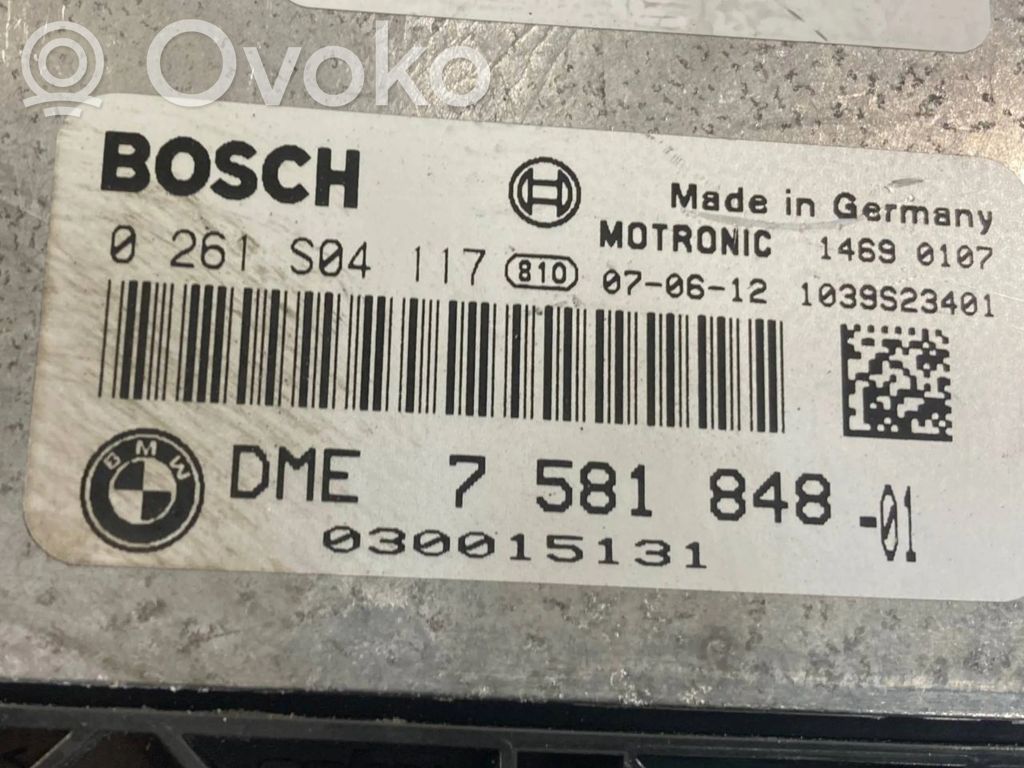 Ovoko
BOSCH
Made in Germany
MOTRONIC 1469 0107
0 261 S04 117 810 07-06-12 1039S23401
BMW
DME 7 581 848-01
030015131